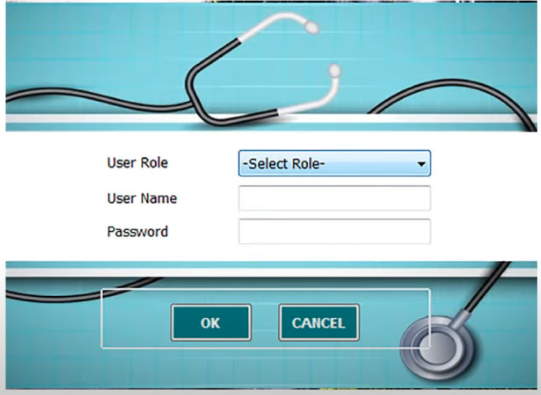 User Role
-Select Role-
User Name
Password
OK
CANCEL